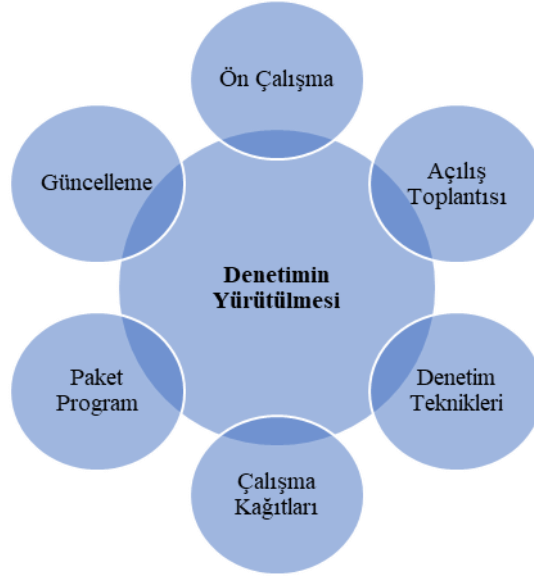 Ön Çalışma
Açılış
Toplantısı
Denetim
Teknikleri
Çalışma
Kağıtları
Paket
Program
Güncelleme
Denetimin
Yürütülmesi